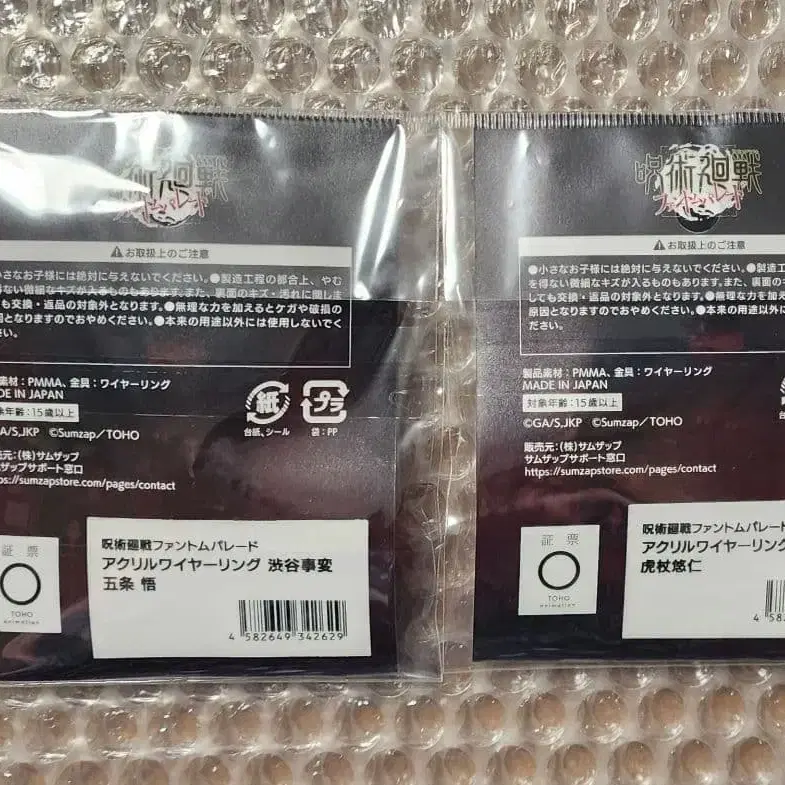 呪術廻戦
ファントムパレード
⚠お取扱上のご注意
小さなお子様には絶対に与えないでください。●製造工程の都合上、やむ
ない微細なキズが入るものもあります。また、裏面のキズ・汚れに関しま
も交換・返品の対象外となります。●無理な力を加えるとケガや破損の
因となりますのでおやめください。●本来の用途以外には使用しないでく
さい。
素材：PMMA、金具：ワイヤーリング
MADE IN JAPAN
対象年齢：15歳以上
GA/S,JKP ©Sumzap／TOHO
紙
台紙、シール
プラ
袋：PP
元：(株)サムザップ
ムザップサポート窓口
https://sumzapstore.com/pages/contact
証票
TOHO
animation
呪術廻戦ファントムパレード
アクリルワイヤーリング 渋谷事変
五条 悟
4 582649 342629
呪術廻戦
ファントムパレード
⚠お取扱上のご注意
●小さなお子様には絶対に与えないでください。●製造工
を得ない微細なキズが入るものもあります。また、裏面
しても交換・返品の対象外となります。●無理な力を加
原因となりますのでおやめください。●本来の用途以外
ださい。
製品素材：PMMA、金具：ワイヤーリング
MADE IN JAPAN
対象年齢：15歳以上
©GA/S,JKP ©Sumzap／TOHO
販売元：(株)サムザップ
サムザップサポート窓口
https://sumzapstore.com/pages/contact
証票
TOHO
animation
呪術廻戦ファントムパレード
アクリルワイヤーリング
虎杖悠仁
4 582